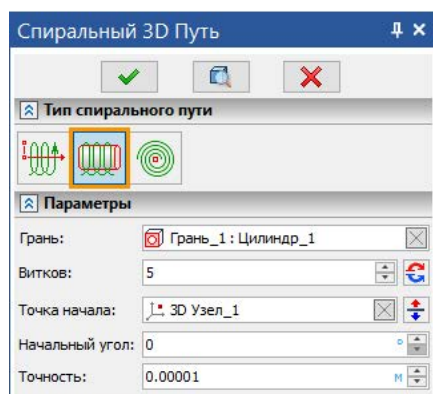 Спиральный 3D Путь
Тип спирального пути
Параметры
Грань: Грань_1 : Цилиндр_1
Витков: 5
Точка начала: 3D Узел_1
Начальный угол: 0 °
Точность: 0.00001 м